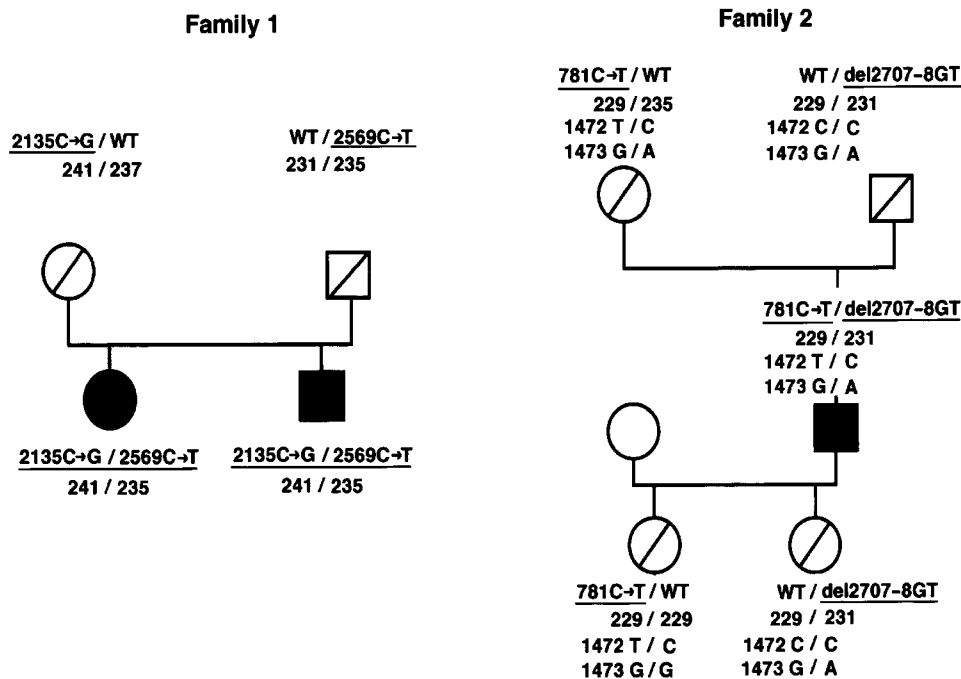 Family 1
2135C→G / WT
241 / 237
WT / 2569C→T
231 / 235
2135C→G / 2569C→T
241 / 235
2135C→G / 2569C→T
241 / 235
Family 2
781C→T / WT
229 / 235
1472 T / C
1473 G / A
WT / del2707-8GT
229 / 231
1472 C / C
1473 G / A
781C→T / del2707-8GT
229 / 231
1472 T / C
1473 G / A
781C→T / WT
229 / 229
1472 T / C
1473 G / G
WT / del2707-8GT
229 / 231
1472 C / C
1473 G / A